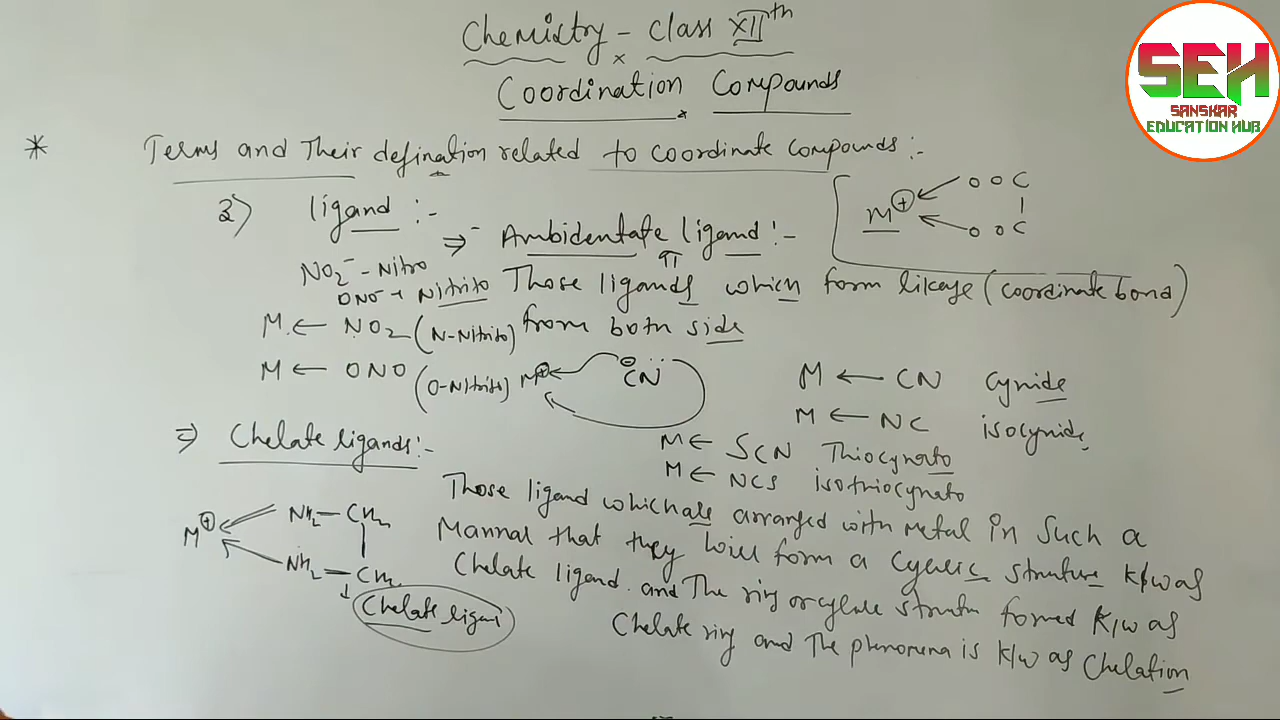 Chemistry - Class XIIth
Coordination Compounds
SEH
SANSKAR
EDUCATION HUB
* Terms and Their defination related to coordinate compounds:-
M⊕ ← O O C
← O O C
2) ligand :-
⇒ Ambidentate ligand :-
NO2⁻ - Nitro
ONO⁻ → Nitrito
Those ligands which form likage (coordinate bond)
from both side
M ← NO2 (N-Nitrito)
M ← ONO (O-Nitrito)
M⊕ CN
M ← CN Cynide
M ← NC isocynide
M ← SCN Thiocynato
M ← NCS isothiocynato
⇒ Chelate ligands:-
Those ligand which are arranged with metal in Such a
Mannar that they will form a Cyclic structure k/w as
Chelate ligand. and The ring or cyclic structure formed K/w as
Chelate ring and The phenomena is K/w as Chelation
M⊕ NH2 — CH2
NH2 — CH2
Chelate ligand